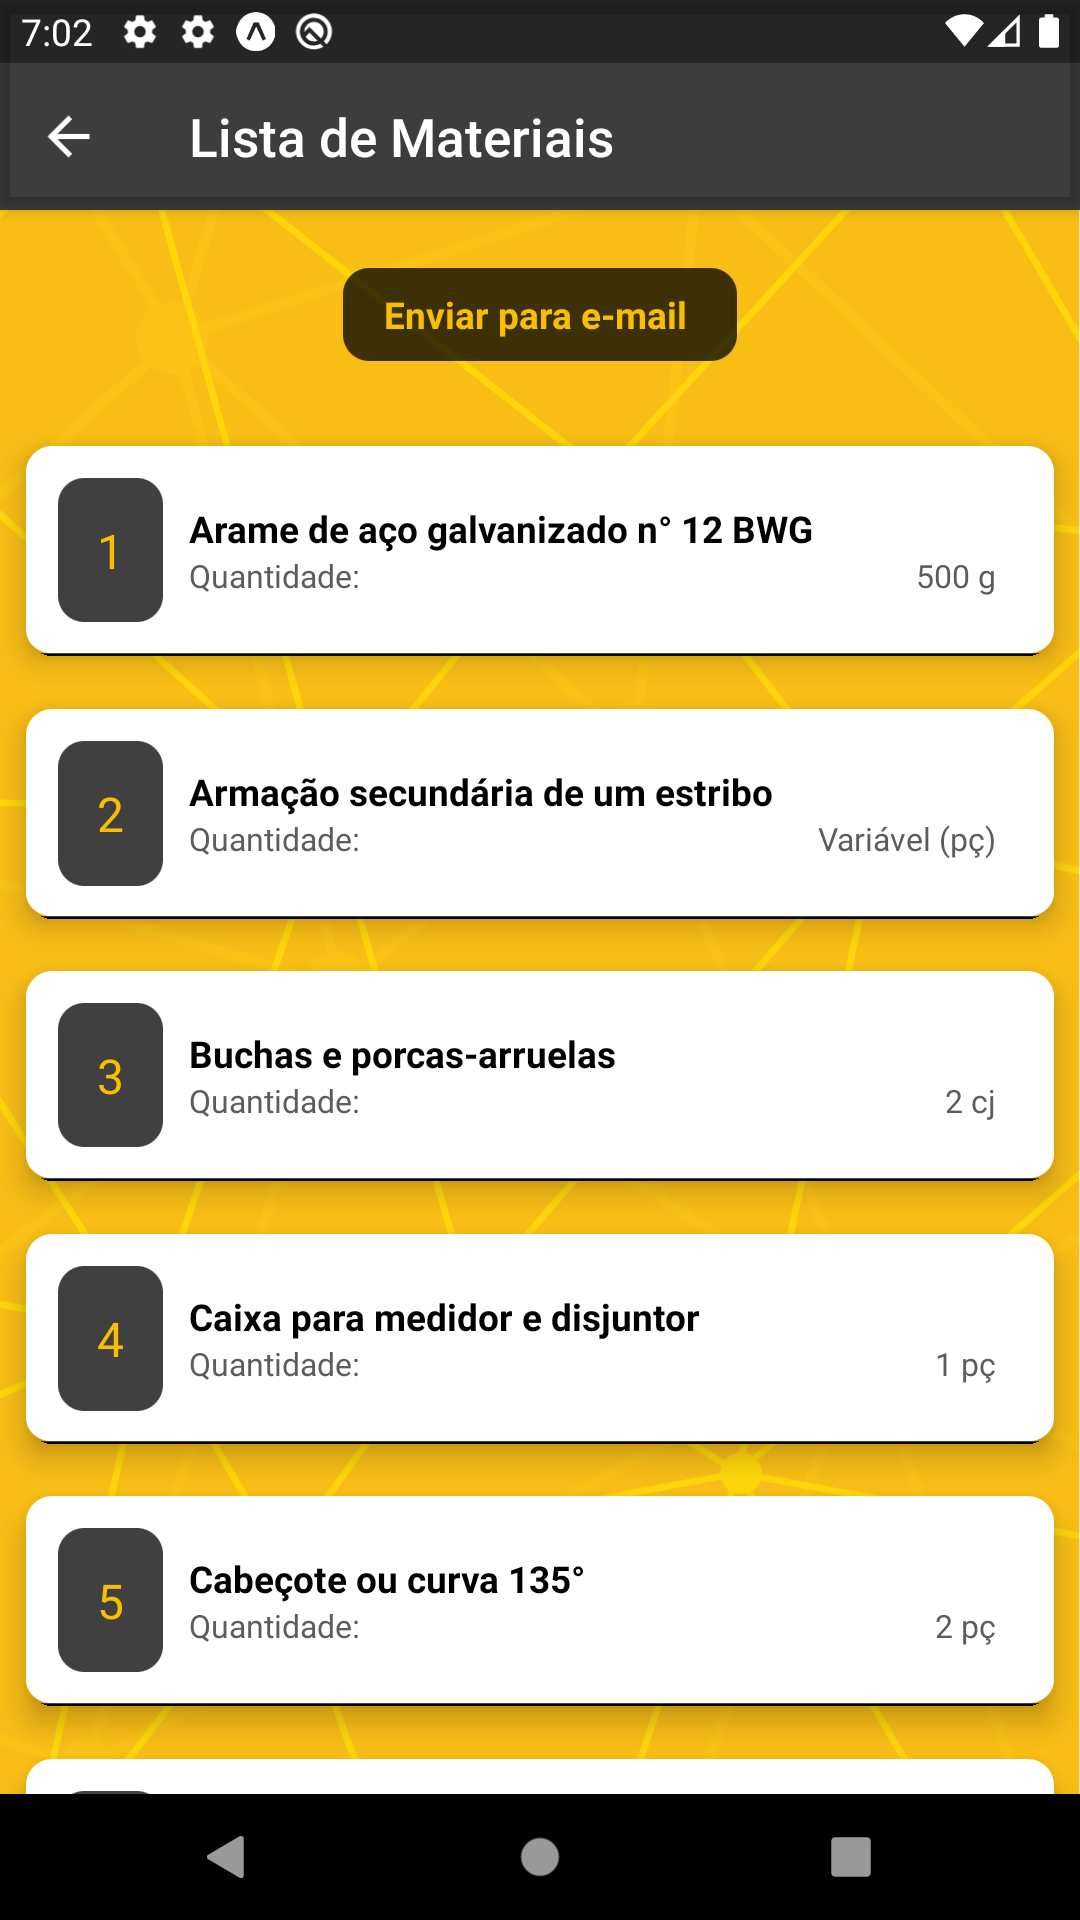 7:02
Lista de Materiais
Enviar para e-mail
1
Arame de aço galvanizado n° 12 BWG
Quantidade: 500 g
2
Armação secundária de um estribo
Quantidade: Variável (pç)
3
Buchas e porcas-arruelas
Quantidade: 2 cj
4
Caixa para medidor e disjuntor
Quantidade: 1 pç
5
Cabeçote ou curva 135°
Quantidade: 2 pç